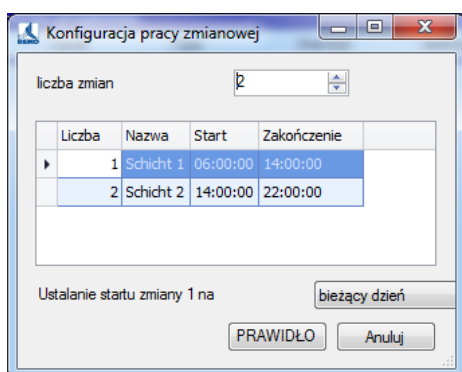 BEKO
Konfiguracja pracy zmianowej
liczba zmian 2
Liczba Nazwa Start Zakończenie
1 Schicht 1 06:00:00 14:00:00
2 Schicht 2 14:00:00 22:00:00
Ustalanie startu zmiany 1 na bieżący dzień
PRAWIDŁO Anuluj